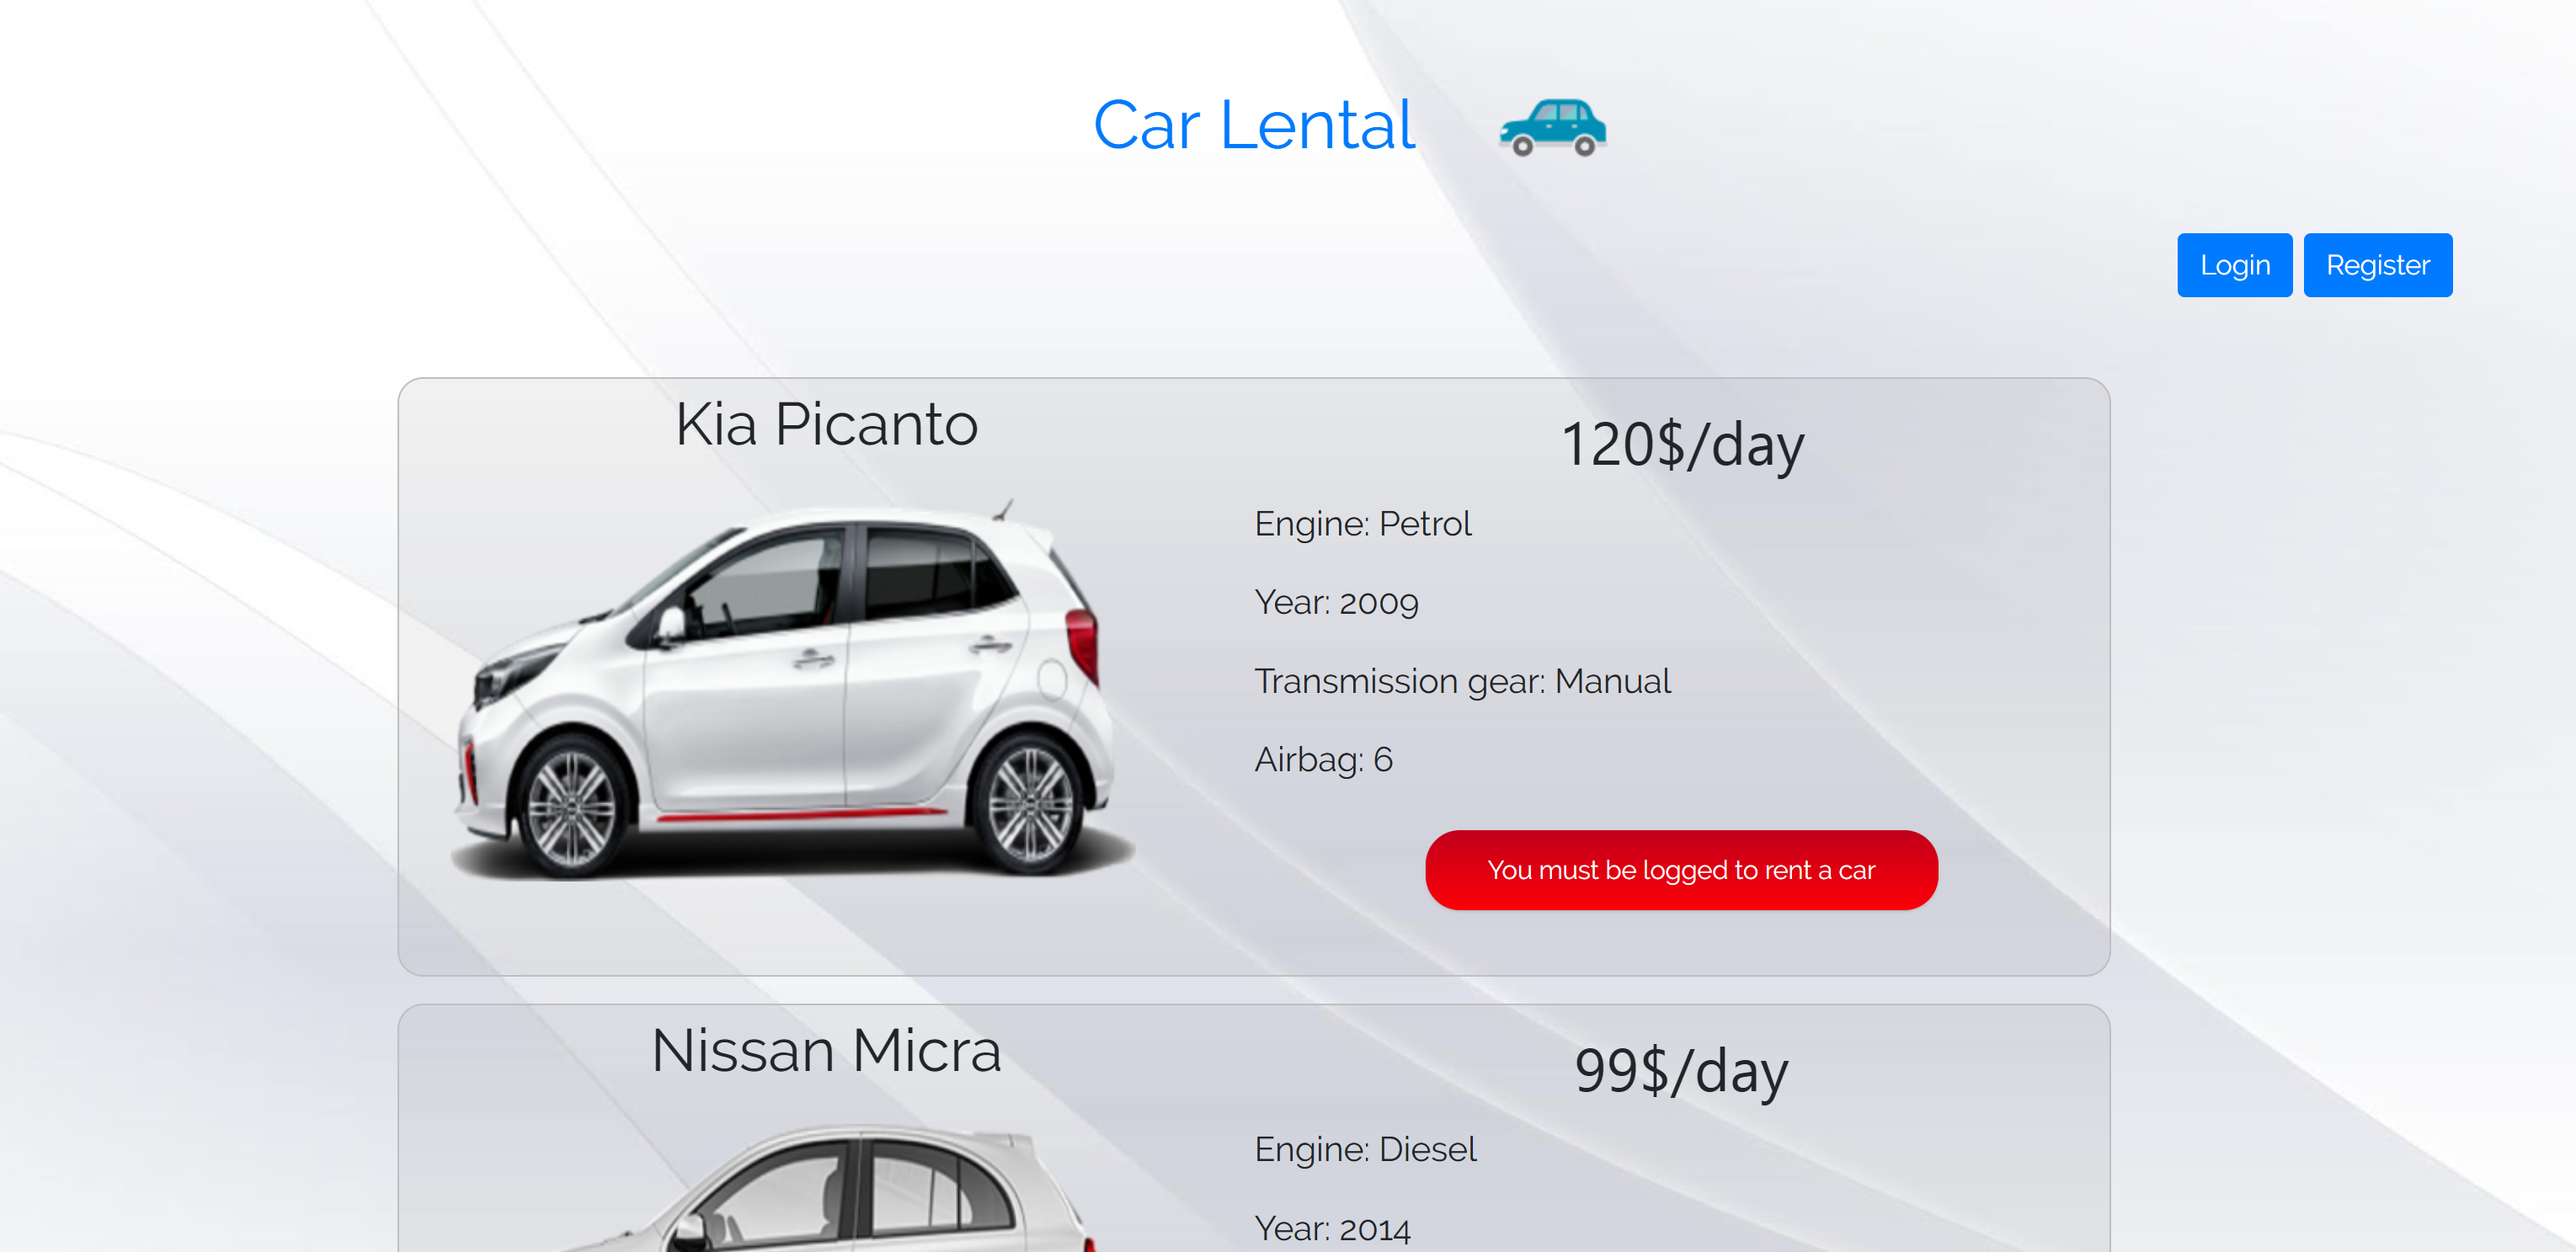 Car Lental
Login
Register
Kia Picanto
120$/day
Engine: Petrol
Year: 2009
Transmission gear: Manual
Airbag: 6
You must be logged to rent a car
Nissan Micra
99$/day
Engine: Diesel
Year: 2014